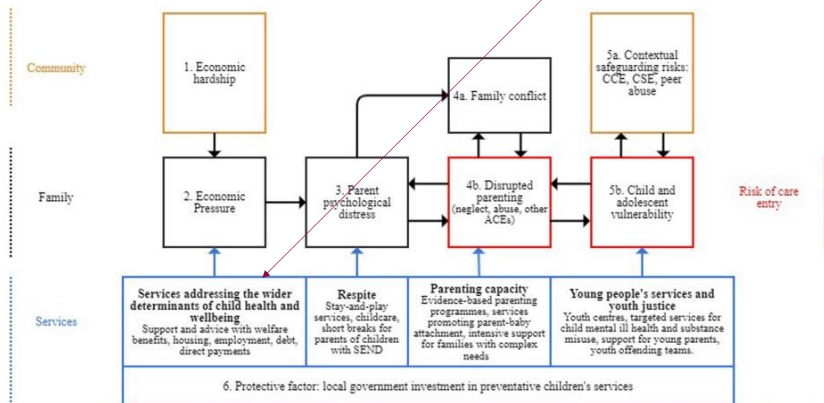 Community
1. Economic
hardship
5a. Contextual
safeguarding risks:
CCE, CSE, peer
abuse
4a. Family conflict
Family
2. Economic
Pressure
3. Parent
psychological
distress
4b. Disrupted
parenting
(neglect, abuse, other
ACEs)
5b. Child and
adolescent
vulnerability
Risk of care
entry
Services
Services addressing the wider
determinants of child health and
wellbeing
Support and advice with welfare
benefits, housing, employment, debt,
direct payments
Respite
Stay-and-play
services, childcare,
short breaks for
parents of children
with SEND
Parenting capacity
Evidence-based parenting
programmes, services
promoting parent-baby
attachment, intensive support
for families with complex
needs
Young people's services and
youth justice
Youth centres, targeted services for
child mental ill health and substance
misuse, support for young parents,
youth offending teams.
6. Protective factor: local government investment in preventative children's services